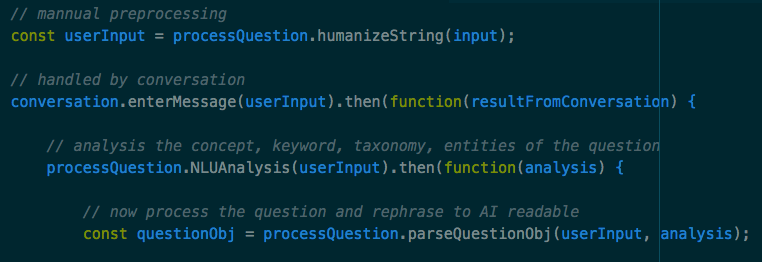 // mannual preprocessing
const userInput = processQuestion.humanizeString(input);
// handled by conversation
conversation.enterMessage(userInput).then(function(resultFromConversation) {
// analysis the concept, keyword, taxonomy, entities of the question
processQuestion.NLUAnalysis(userInput).then(function(analysis) {
// now process the question and rephrase to AI readable
const questionObj = processQuestion.parseQuestionObj(userInput, analysis);